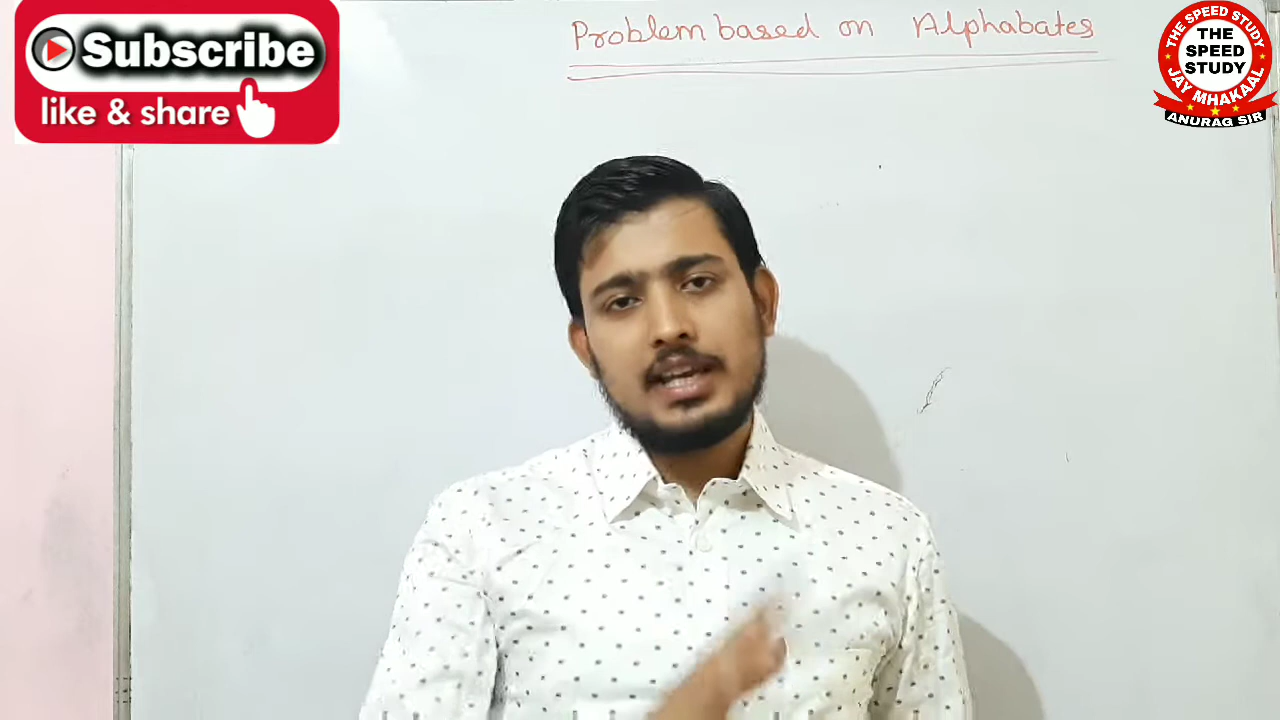 Subscribe
like & share
Problem based on Alphabates
THE SPEED STUDY
THE
SPEED
STUDY
JAY MHAKAAL
ANURAG SIR